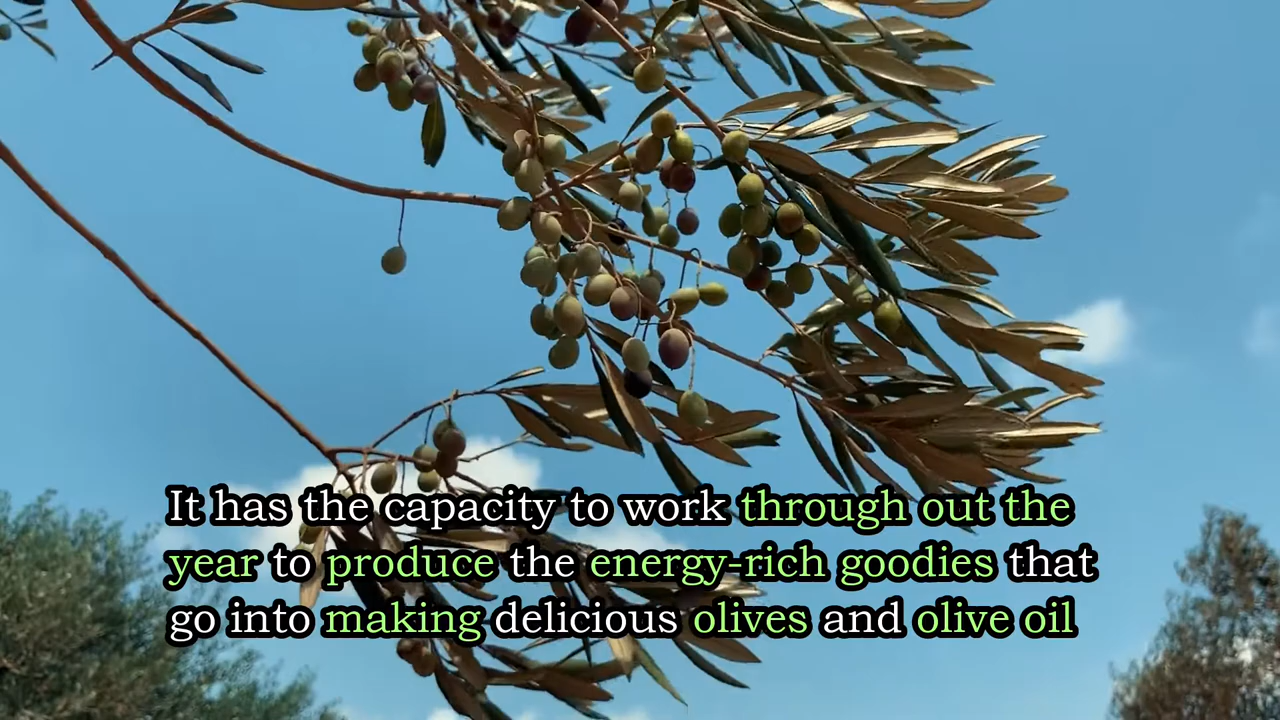 It has the capacity to work through out the
year to produce the energy-rich goodies that
go into making delicious olives and olive oil